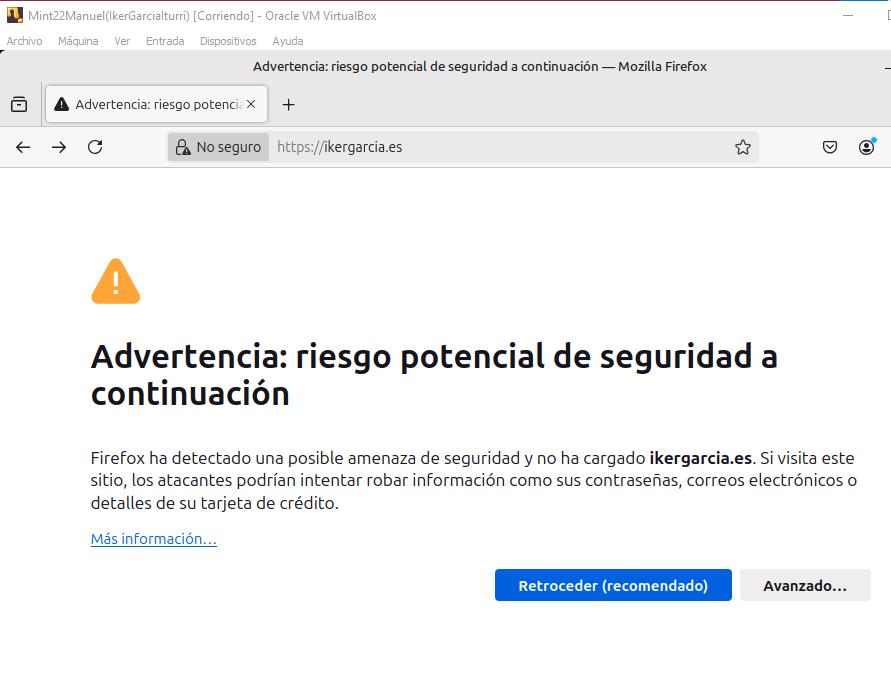 Mint22Manuel(IkerGarciaIturri) [Corriendo] - Oracle VM VirtualBox
Archivo Máquina Ver Entrada Dispositivos Ayuda
Advertencia: riesgo potencial de seguridad a continuación — Mozilla Firefox
Advertencia: riesgo potencia
No seguro https://ikergarcia.es
Advertencia: riesgo potencial de seguridad a
continuación
Firefox ha detectado una posible amenaza de seguridad y no ha cargado ikergarcia.es. Si visita este
sitio, los atacantes podrían intentar robar información como sus contraseñas, correos electrónicos o
detalles de su tarjeta de crédito.
Más información…
Retroceder (recomendado) Avanzado…